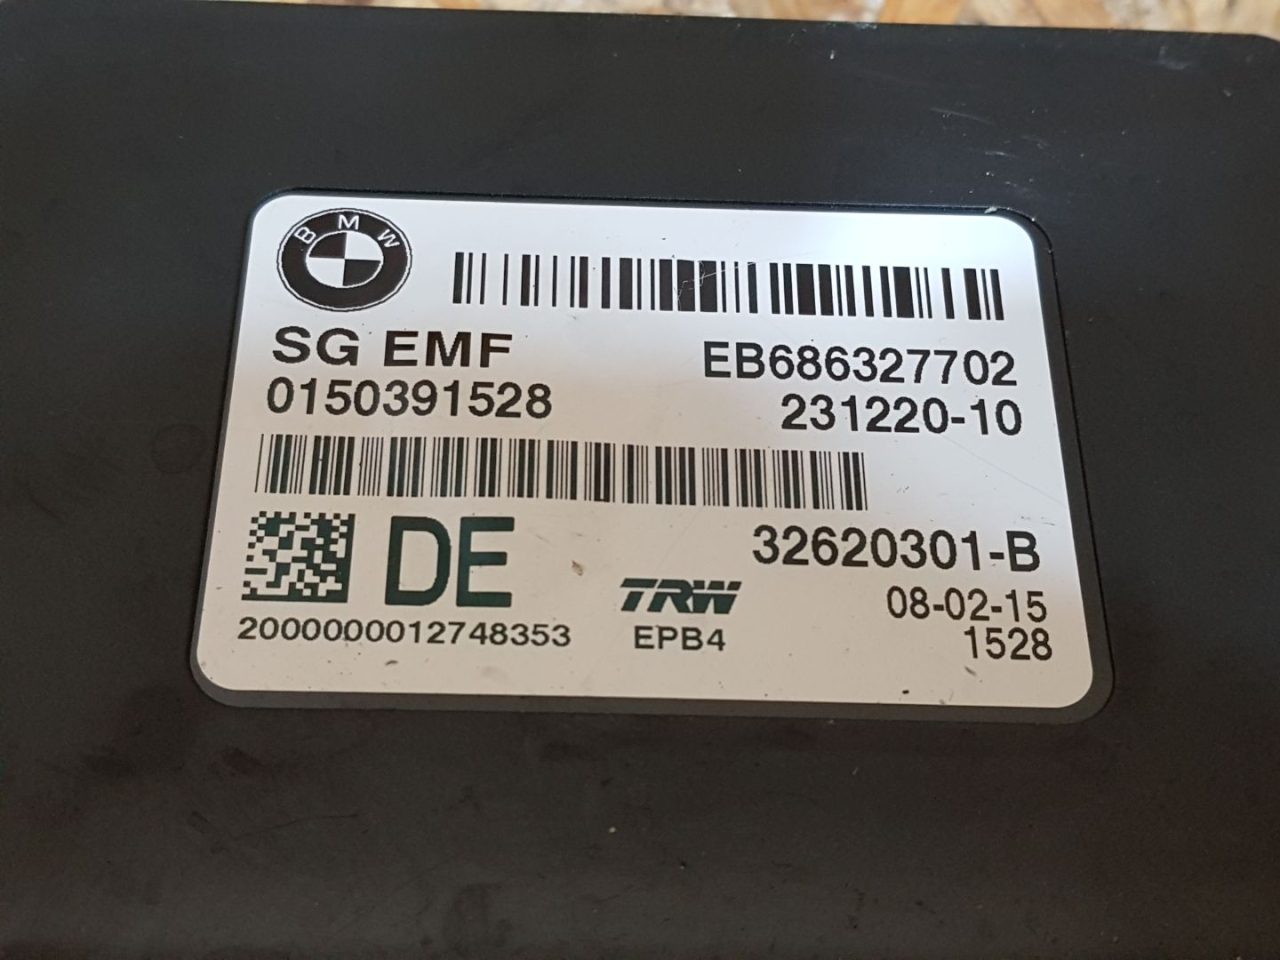 BMW
SG EMF
EB686327702
0150391528
231220-10
32620301-B
DE
TRW
08-02-15
2000000012748353
EPB4
1528